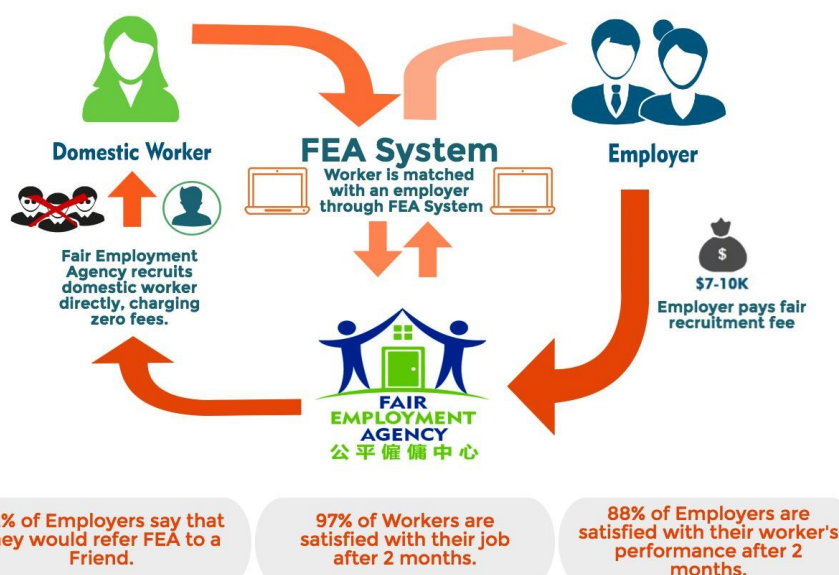 Domestic Worker
FEA System
Worker is matched
with an employer
through FEA System
Employer
Fair Employment
Agency recruits
domestic worker
directly, charging
zero fees.
$
$7-10K
Employer pays fair
recruitment fee
FAIR
EMPLOYMENT
AGENCY
公平僱傭中心
% of Employers say that
ey would refer FEA to a
Friend.
97% of Workers are
satisfied with their job
after 2 months.
88% of Employers are
satisfied with their worker's
performance after 2
months.